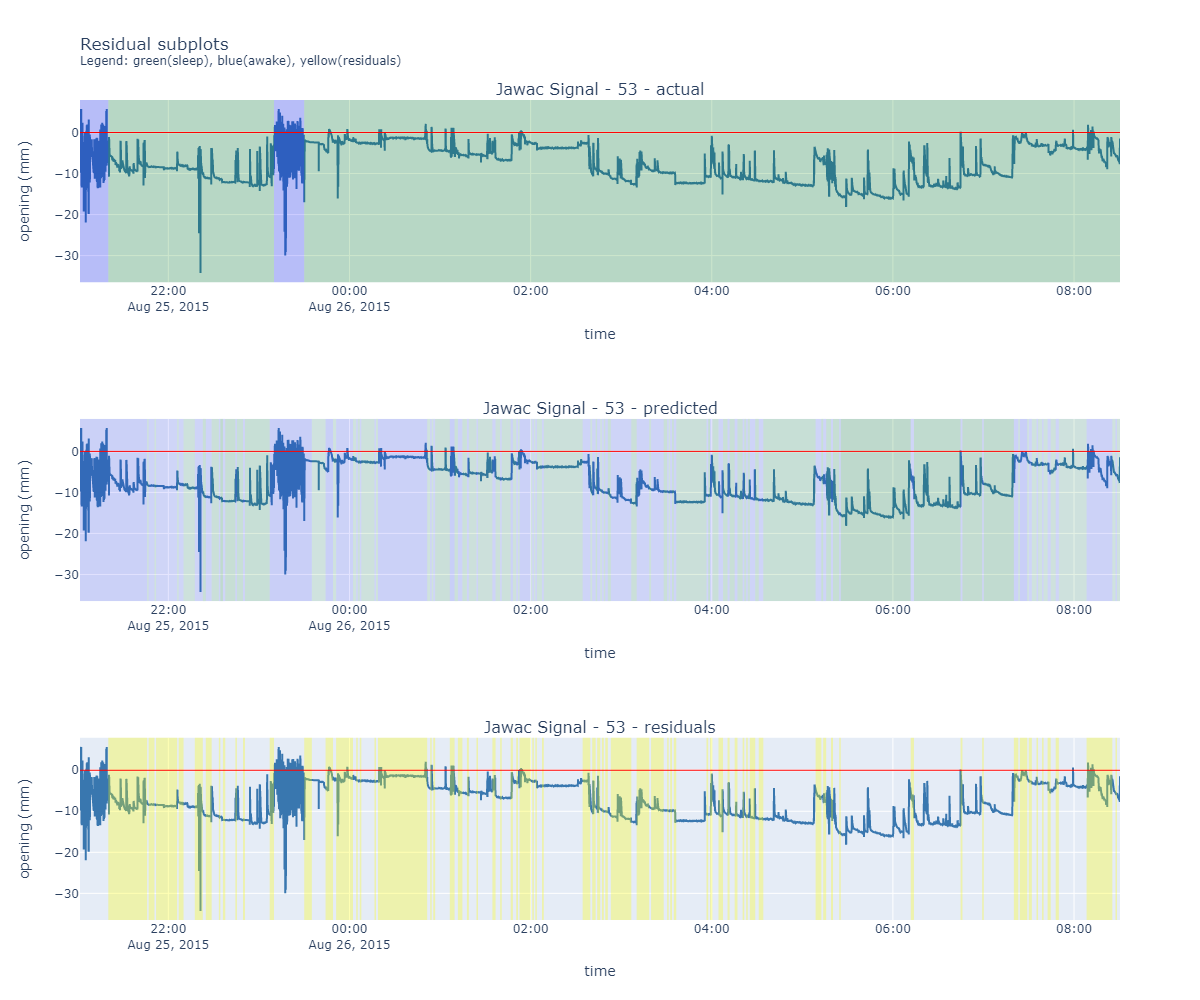 Residual subplots
Legend: green(sleep), blue(awake), yellow(residuals)
Jawac Signal - 53 - actual
0
−10
−20
−30
opening (mm)
22:00
Aug 25, 2015
00:00
Aug 26, 2015
02:00
04:00
06:00
08:00
time
Jawac Signal - 53 - predicted
0
−10
−20
−30
opening (mm)
22:00
Aug 25, 2015
00:00
Aug 26, 2015
02:00
04:00
06:00
08:00
time
Jawac Signal - 53 - residuals
0
−10
−20
−30
opening (mm)
22:00
Aug 25, 2015
00:00
Aug 26, 2015
02:00
04:00
06:00
08:00
time